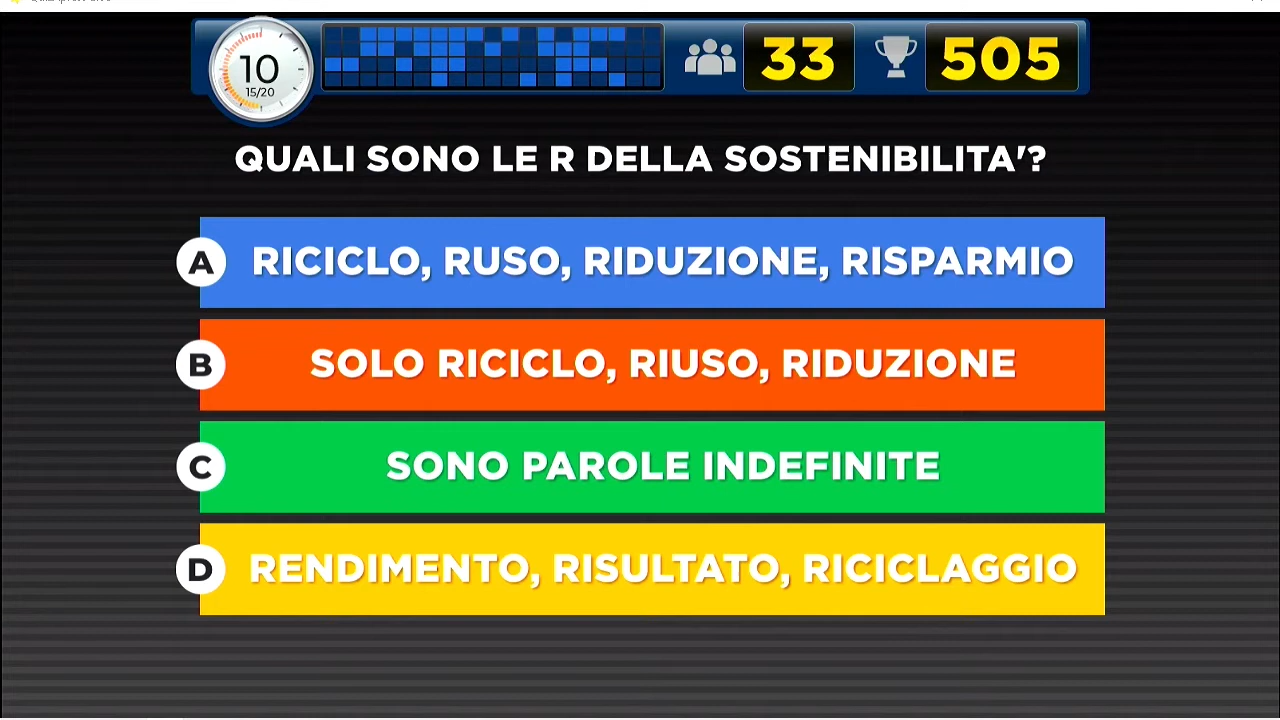 10
15/20
33
505
QUALI SONO LE R DELLA SOSTENIBILITA'?
A RICICLO, RUSO, RIDUZIONE, RISPARMIO
B SOLO RICICLO, RIUSO, RIDUZIONE
C SONO PAROLE INDEFINITE
D RENDIMENTO, RISULTATO, RICICLAGGIO